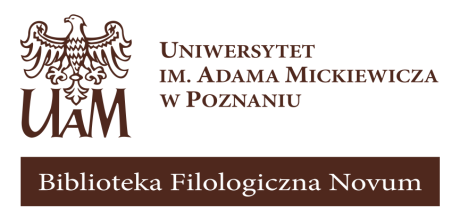 UAM
UNIWERSYTET
IM. ADAMA MICKIEWICZA
W POZNANIU
Biblioteka Filologiczna Novum